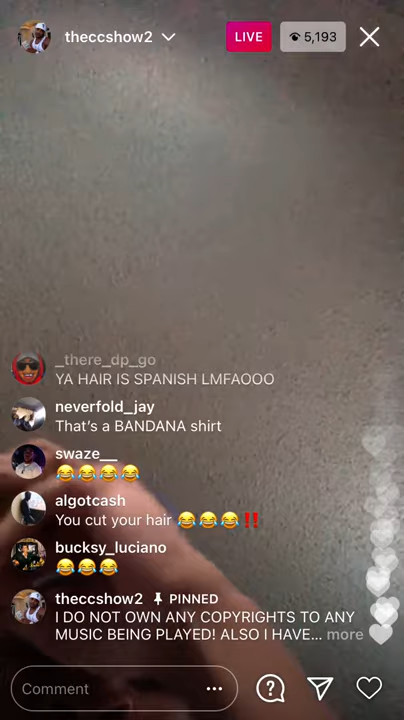 theccshow2
LIVE
5,193
_there_dp_go
YA HAIR IS SPANISH LMFAOOO
neverfold_jay
That's a BANDANA shirt
swaze__
😂😂😂😂
algotcash
You cut your hair 😂😂😂‼️
bucksy_luciano
😂😂😂
theccshow2 PINNED
I DO NOT OWN ANY COPYRIGHTS TO ANY
MUSIC BEING PLAYED! ALSO I HAVE... more
Comment